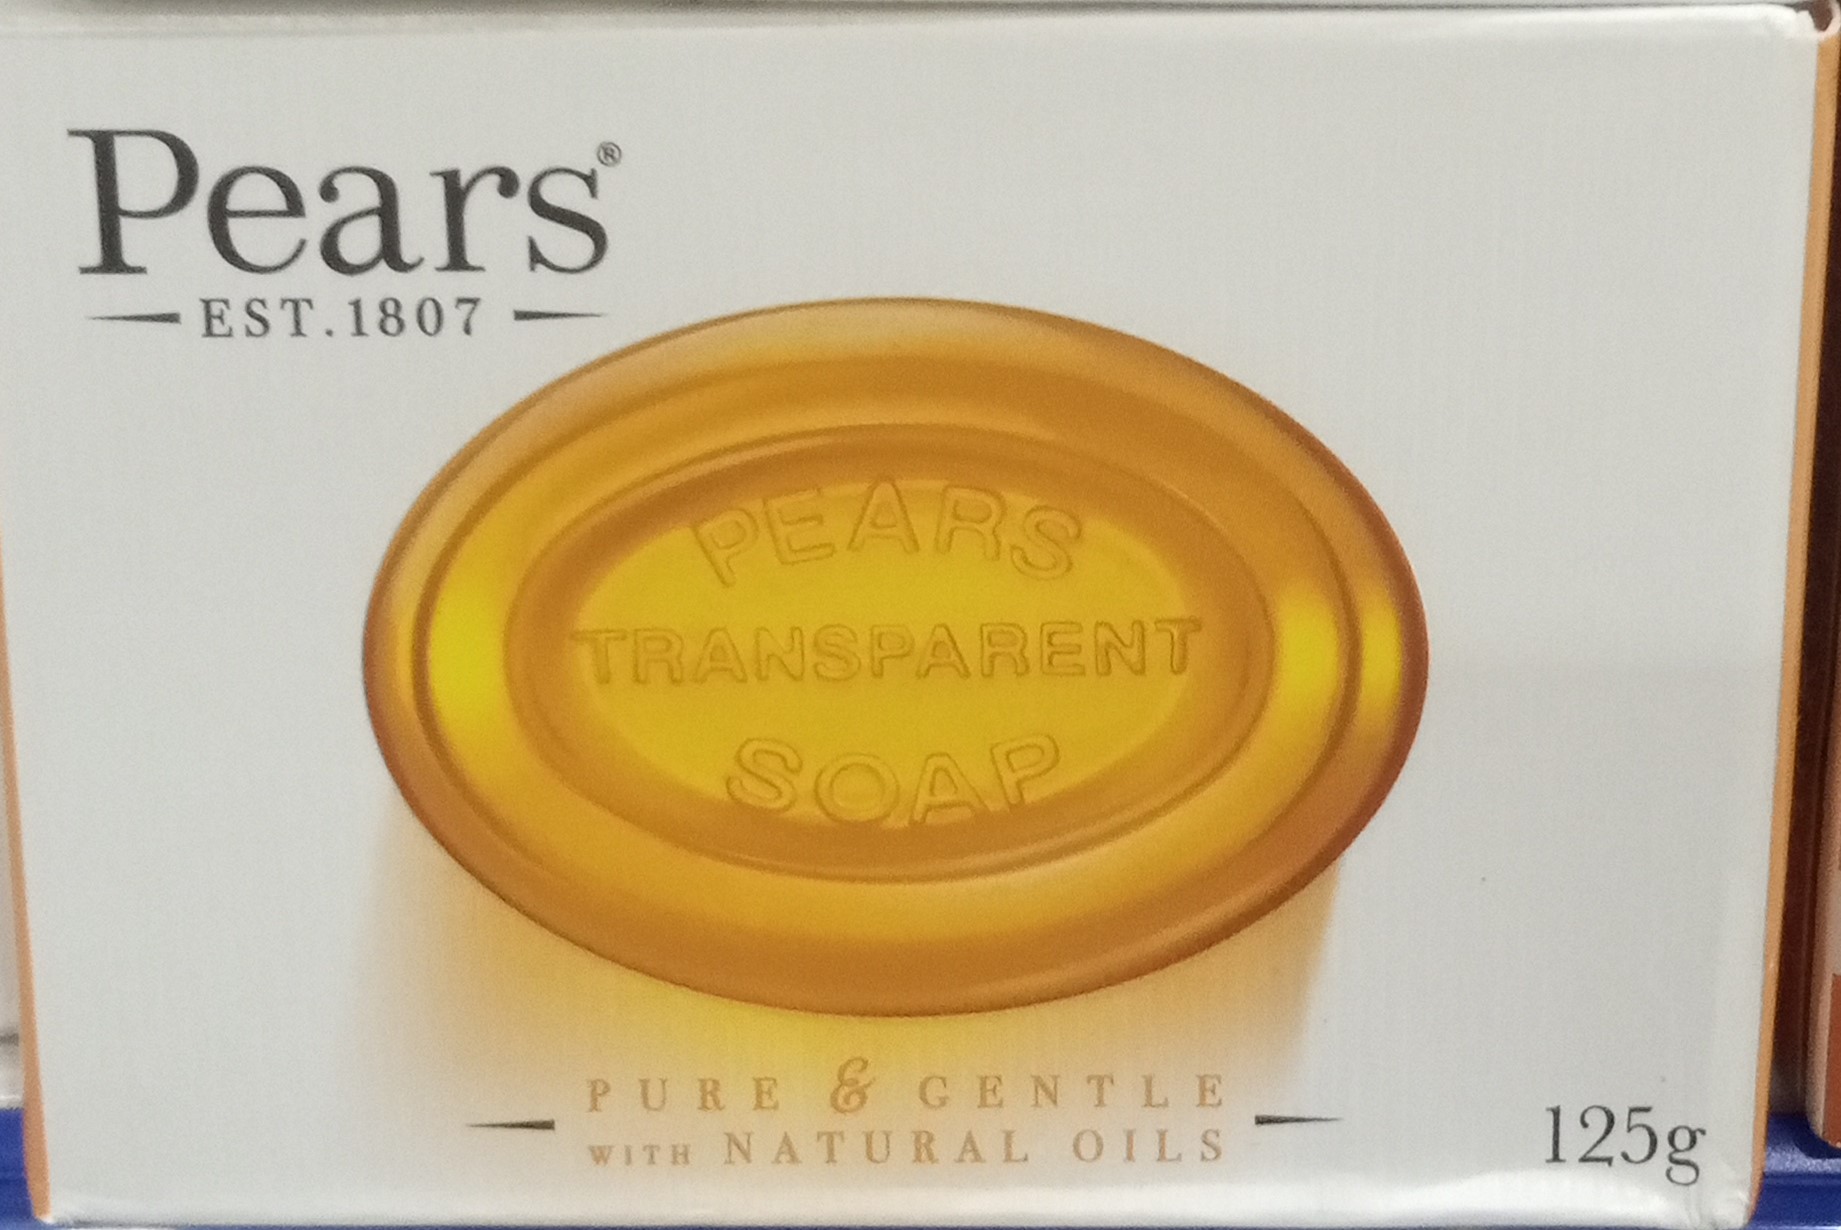 Pears®
EST.1807
PEARS
TRANSPARENT
SOAP
PURE & GENTLE
WITH NATURAL OILS
125g